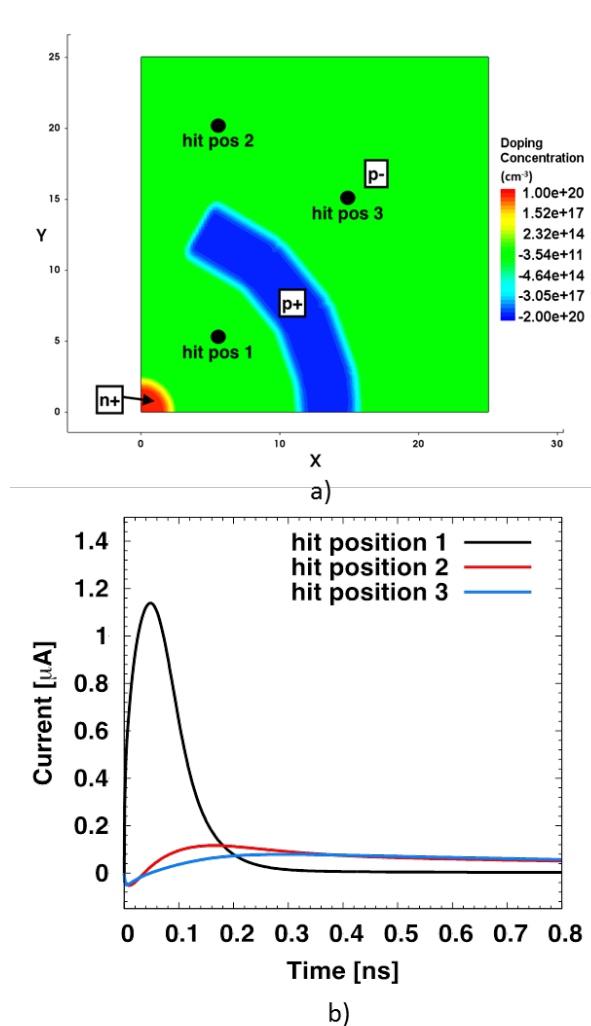 25
20
15
10
5
0
Y
0
10
20
30
X
hit pos 2
p-
hit pos 3
p+
hit pos 1
n+
Doping
Concentration
(cm⁻³)
1.00e+20
1.52e+17
2.32e+14
-3.54e+11
-4.64e+14
-3.05e+17
-2.00e+20
a)
hit position 1
hit position 2
hit position 3
1.4
1.2
1
0.8
0.6
0.4
0.2
0
Current [μA]
0 0.1 0.2 0.3 0.4 0.5 0.6 0.7 0.8
Time [ns]
b)